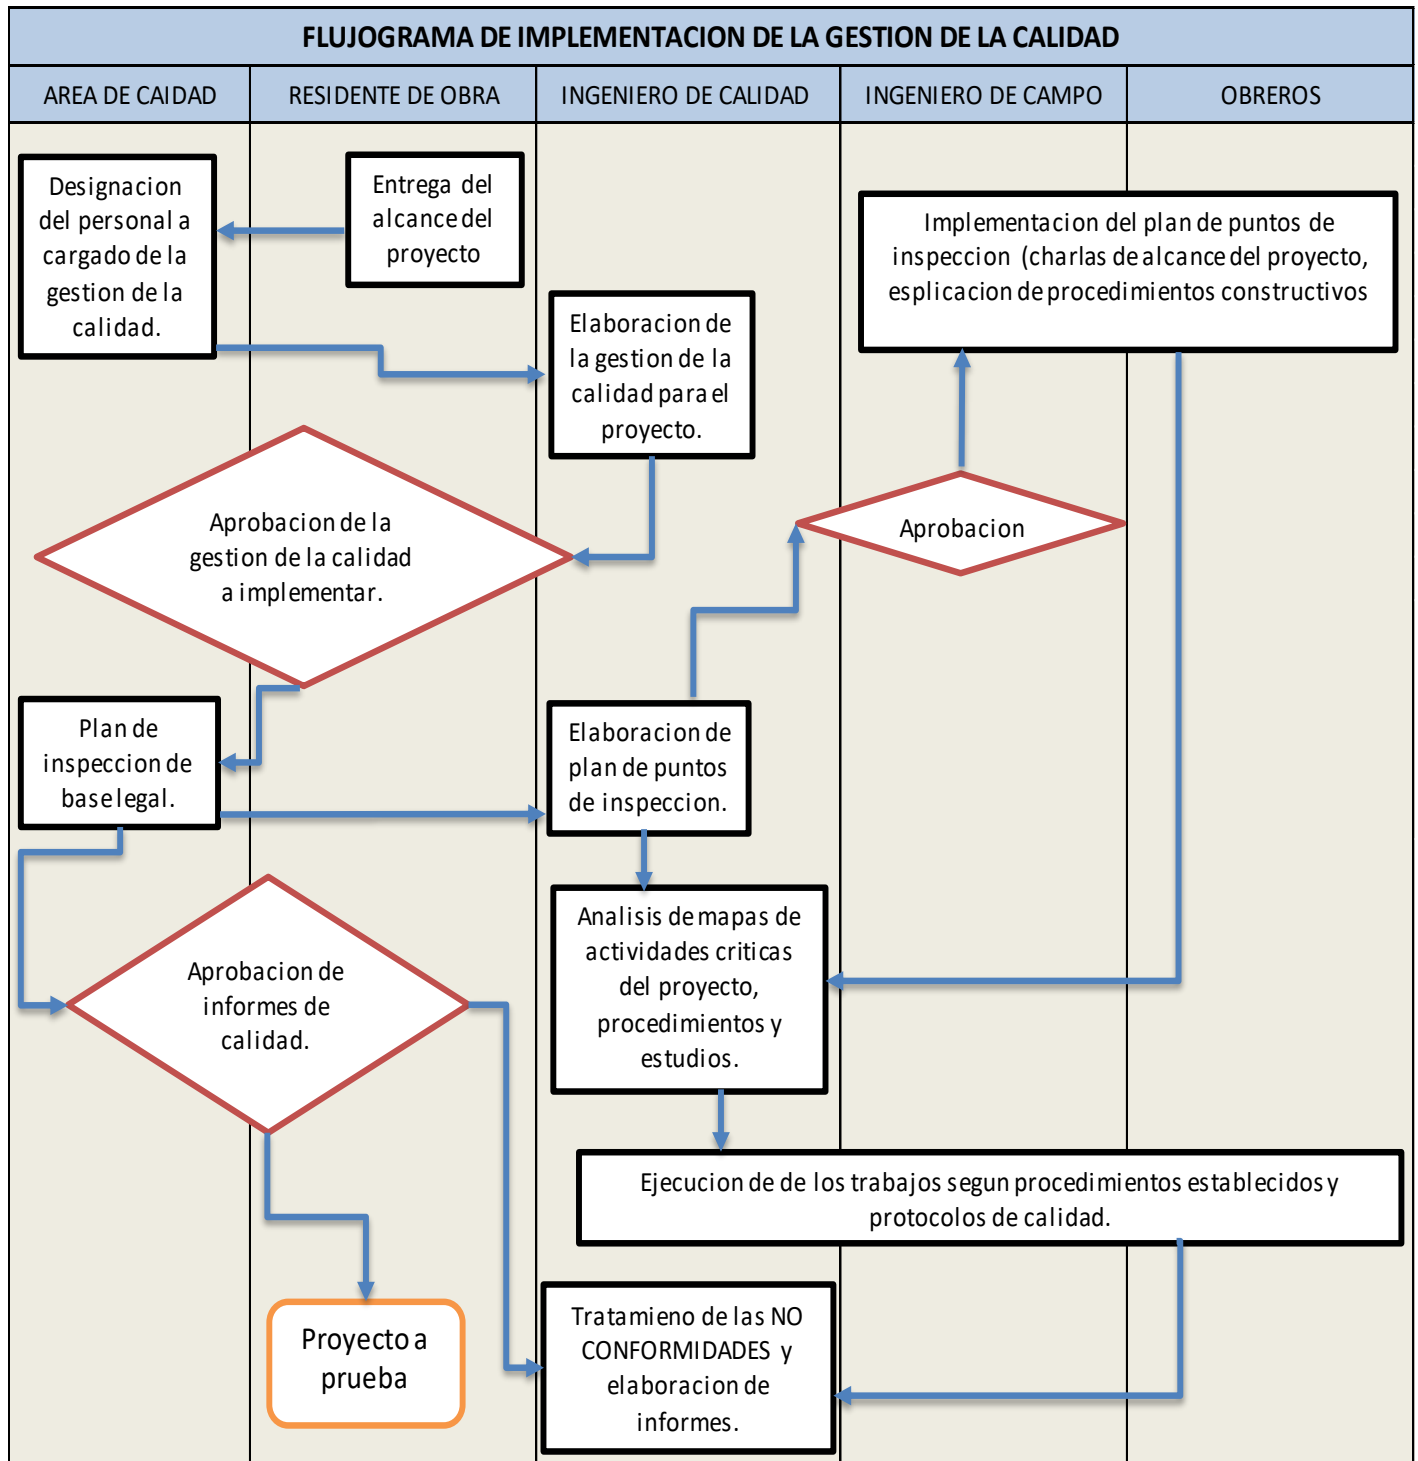 FLUJOGRAMA DE IMPLEMENTACION DE LA GESTION DE LA CALIDAD
AREA DE CAIDAD
RESIDENTE DE OBRA
INGENIERO DE CALIDAD
INGENIERO DE CAMPO
OBREROS
Designacion
del personal a
cargado de la
gestion de la
calidad.
Entrega del
alcance del
proyecto
Implementacion del plan de puntos de
inspeccion (charlas de alcance del proyecto,
esplicacion de procedimientos constructivos
Elaboracion de
la gestion de la
calidad para el
proyecto.
Aprobacion de la
gestion de la calidad
a implementar.
Aprobacion
Plan de
inspeccion de
base legal.
Elaboracion de
plan de puntos
de inspeccion.
Analisis de mapas de
actividades criticas
del proyecto,
procedimientos y
estudios.
Aprobacion de
informes de
calidad.
Ejecucion de de los trabajos segun procedimientos establecidos y
protocolos de calidad.
Proyecto a
prueba
Tratamieno de las NO
CONFORMIDADES y
elaboracion de
informes.